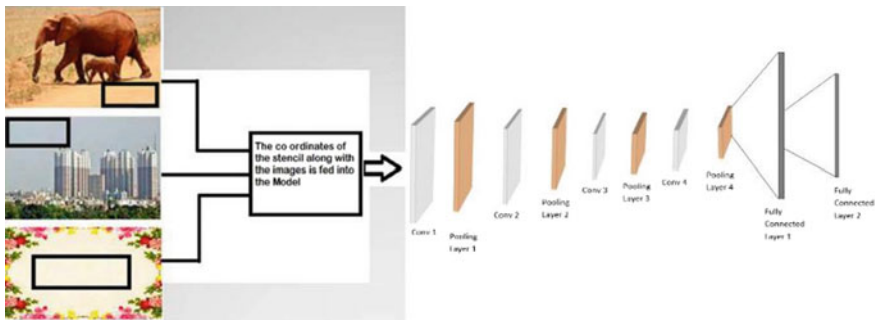 The co ordinates of
the stencil along with
the images is fed into
the Model
Conv 1
Pooling
Layer 1
Conv 2
Pooling
Layer 2
Conv 3
Pooling
Layer 3
Conv 4
Pooling
Layer 4
Fully
Connected
Layer 1
Fully
Connected
Layer 2